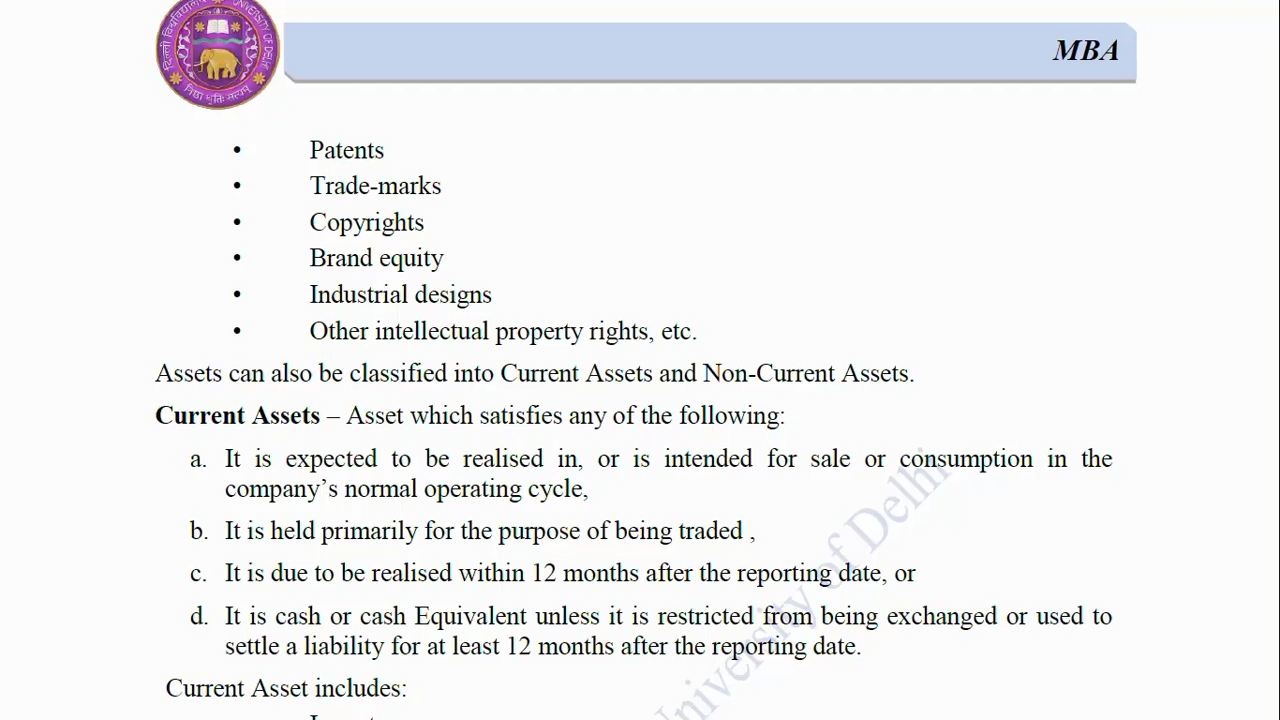 MBA
• Patents
• Trade-marks
• Copyrights
• Brand equity
• Industrial designs
• Other intellectual property rights, etc.
Assets can also be classified into Current Assets and Non-Current Assets.
Current Assets – Asset which satisfies any of the following:
a. It is expected to be realised in, or is intended for sale or consumption in the
company’s normal operating cycle,
b. It is held primarily for the purpose of being traded ,
c. It is due to be realised within 12 months after the reporting date, or
d. It is cash or cash Equivalent unless it is restricted from being exchanged or used to
settle a liability for at least 12 months after the reporting date.
Current Asset includes:
University of Delhi